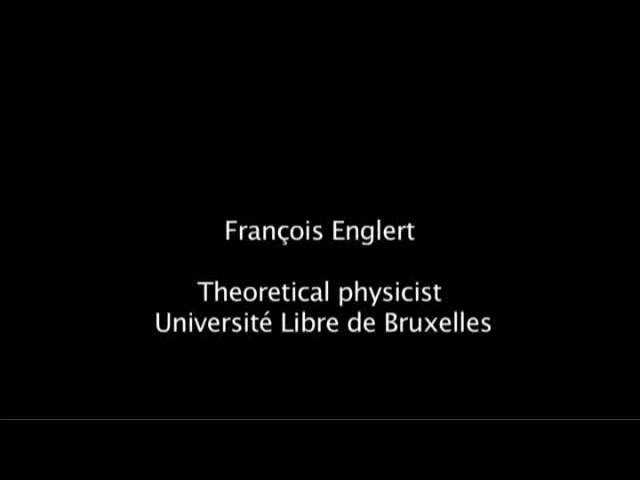 François Englert
Theoretical physicist
Université Libre de Bruxelles